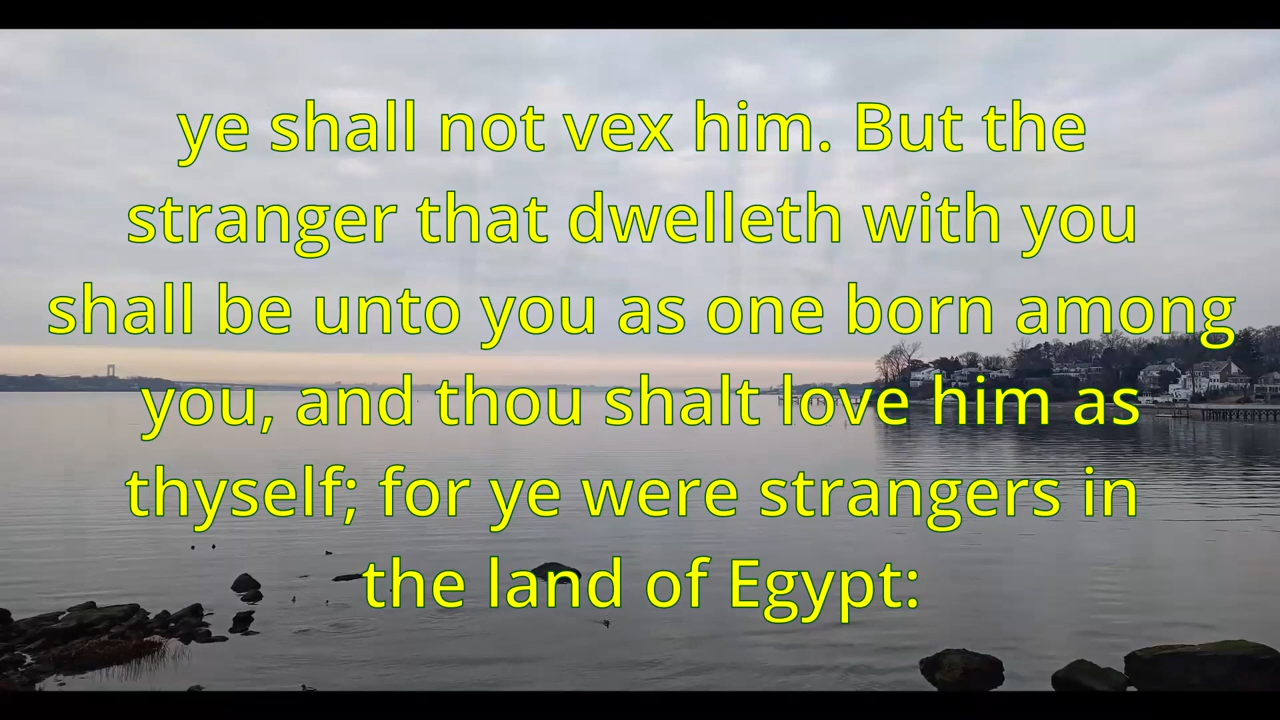 ye shall not vex him. But the
stranger that dwelleth with you
shall be unto you as one born among
you, and thou shalt love him as
thyself; for ye were strangers in
the land of Egypt: